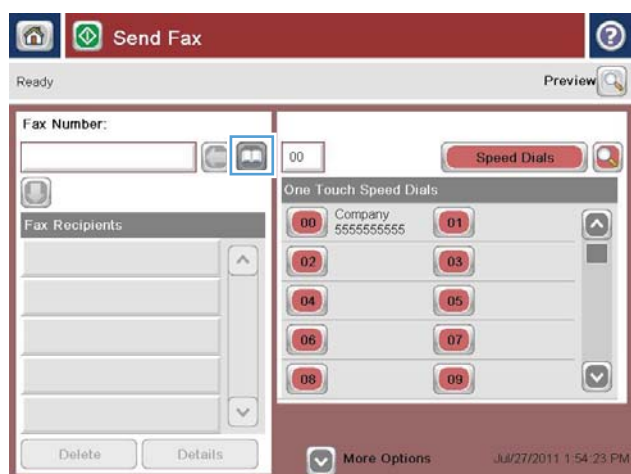 Send Fax
?
Ready
Preview
Fax Number:
00
Speed Dials
One Touch Speed Dials
Fax Recipients
00 Company 01
5555555555
02 03
04 05
06 07
08 09
Delete Details
More Options
Jul/27/2011 1:54:23 PM